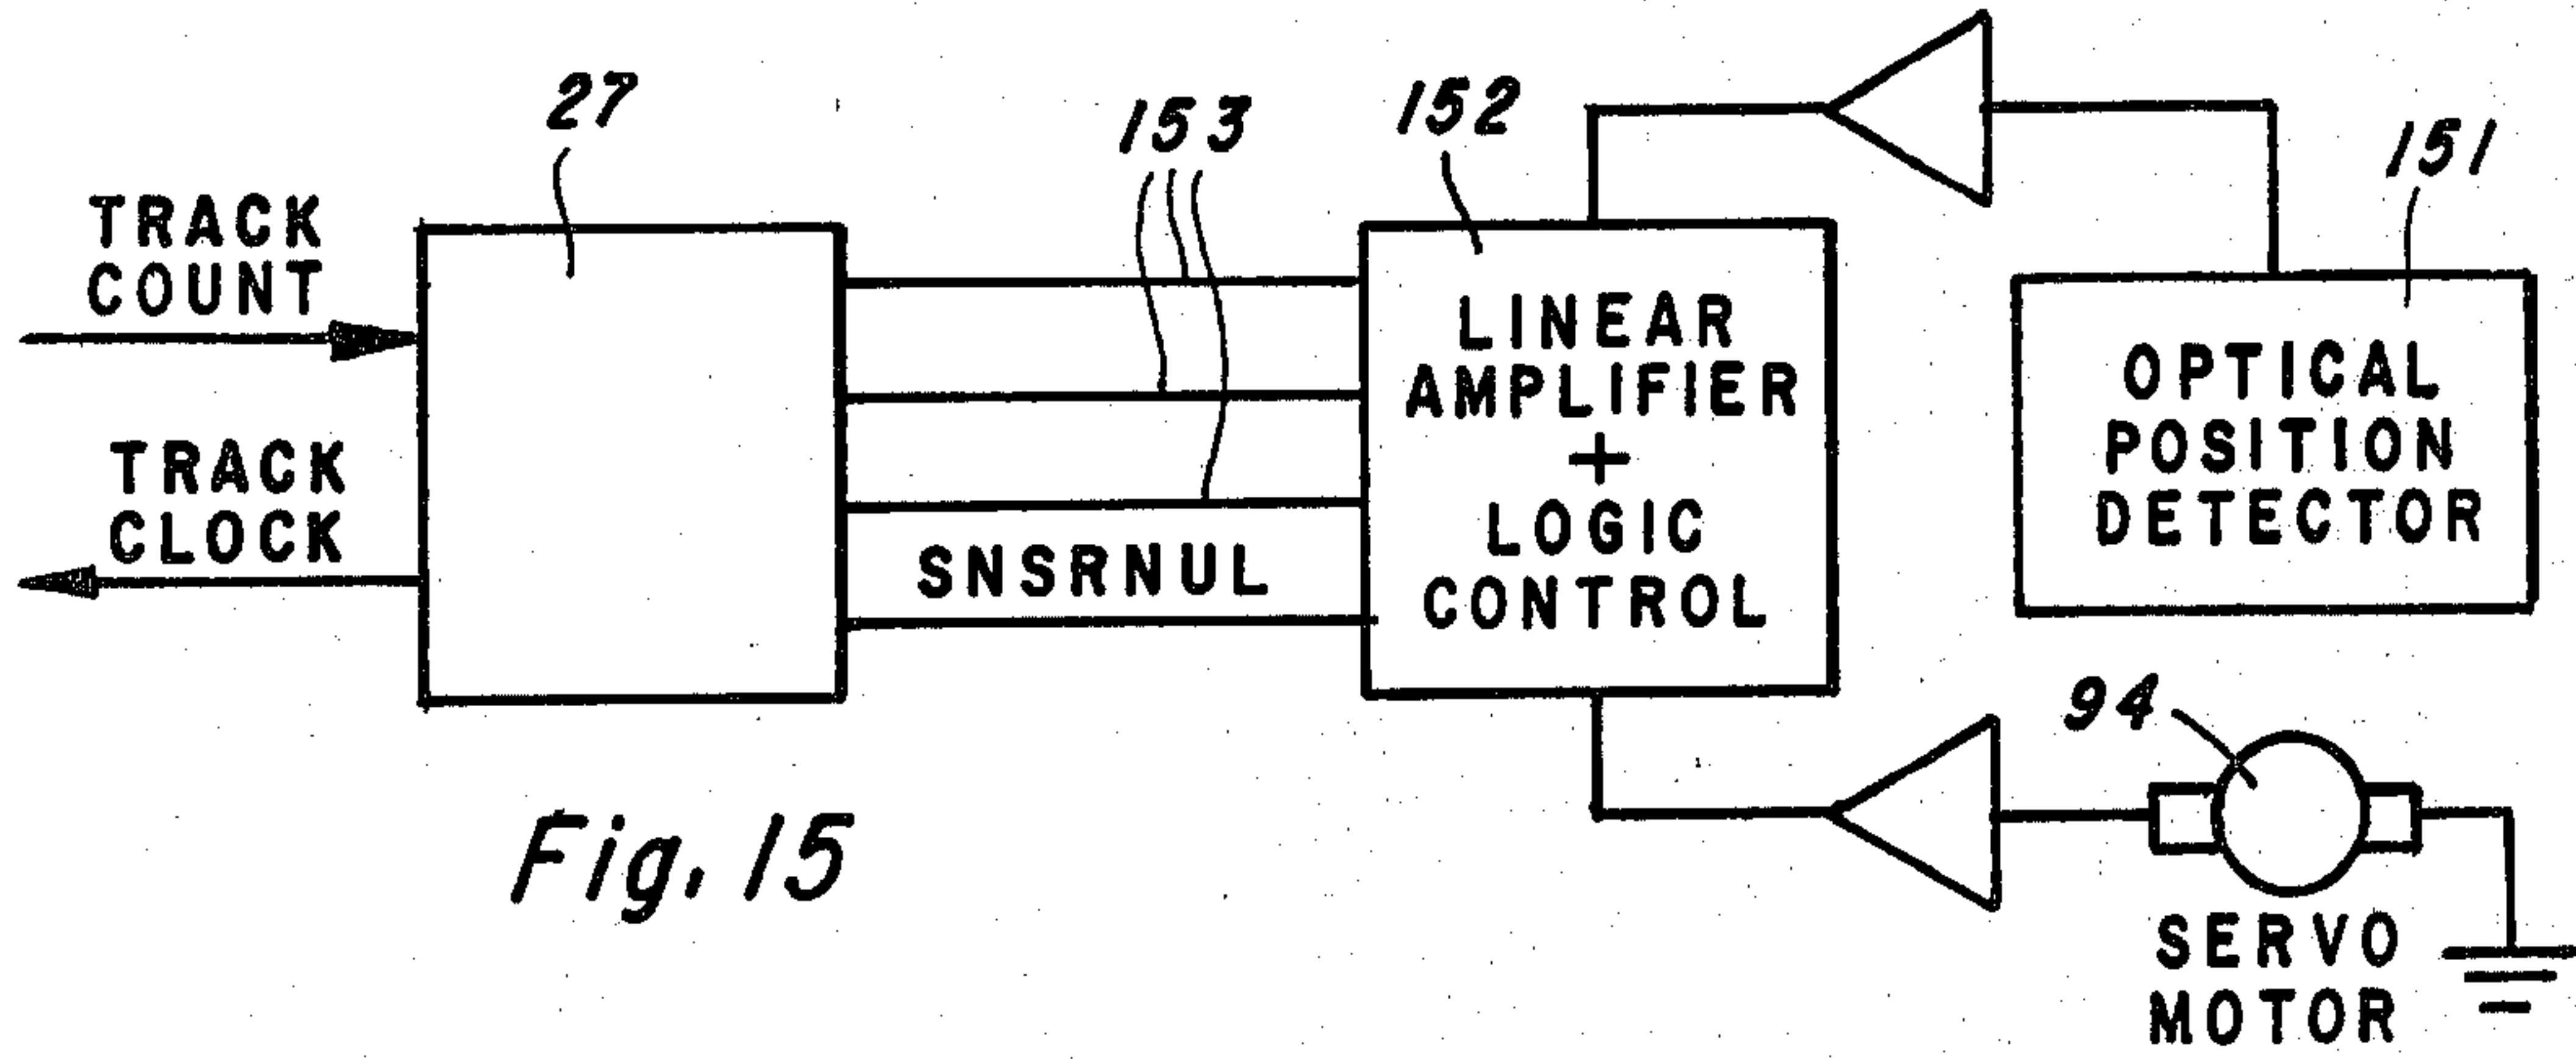 27
153
152
151
TRACK
COUNT
TRACK
CLOCK
SNSRNUL
LINEAR
AMPLIFIER
+
LOGIC
CONTROL
OPTICAL
POSITION
DETECTOR
94
SERVO
MOTOR
Fig. 15